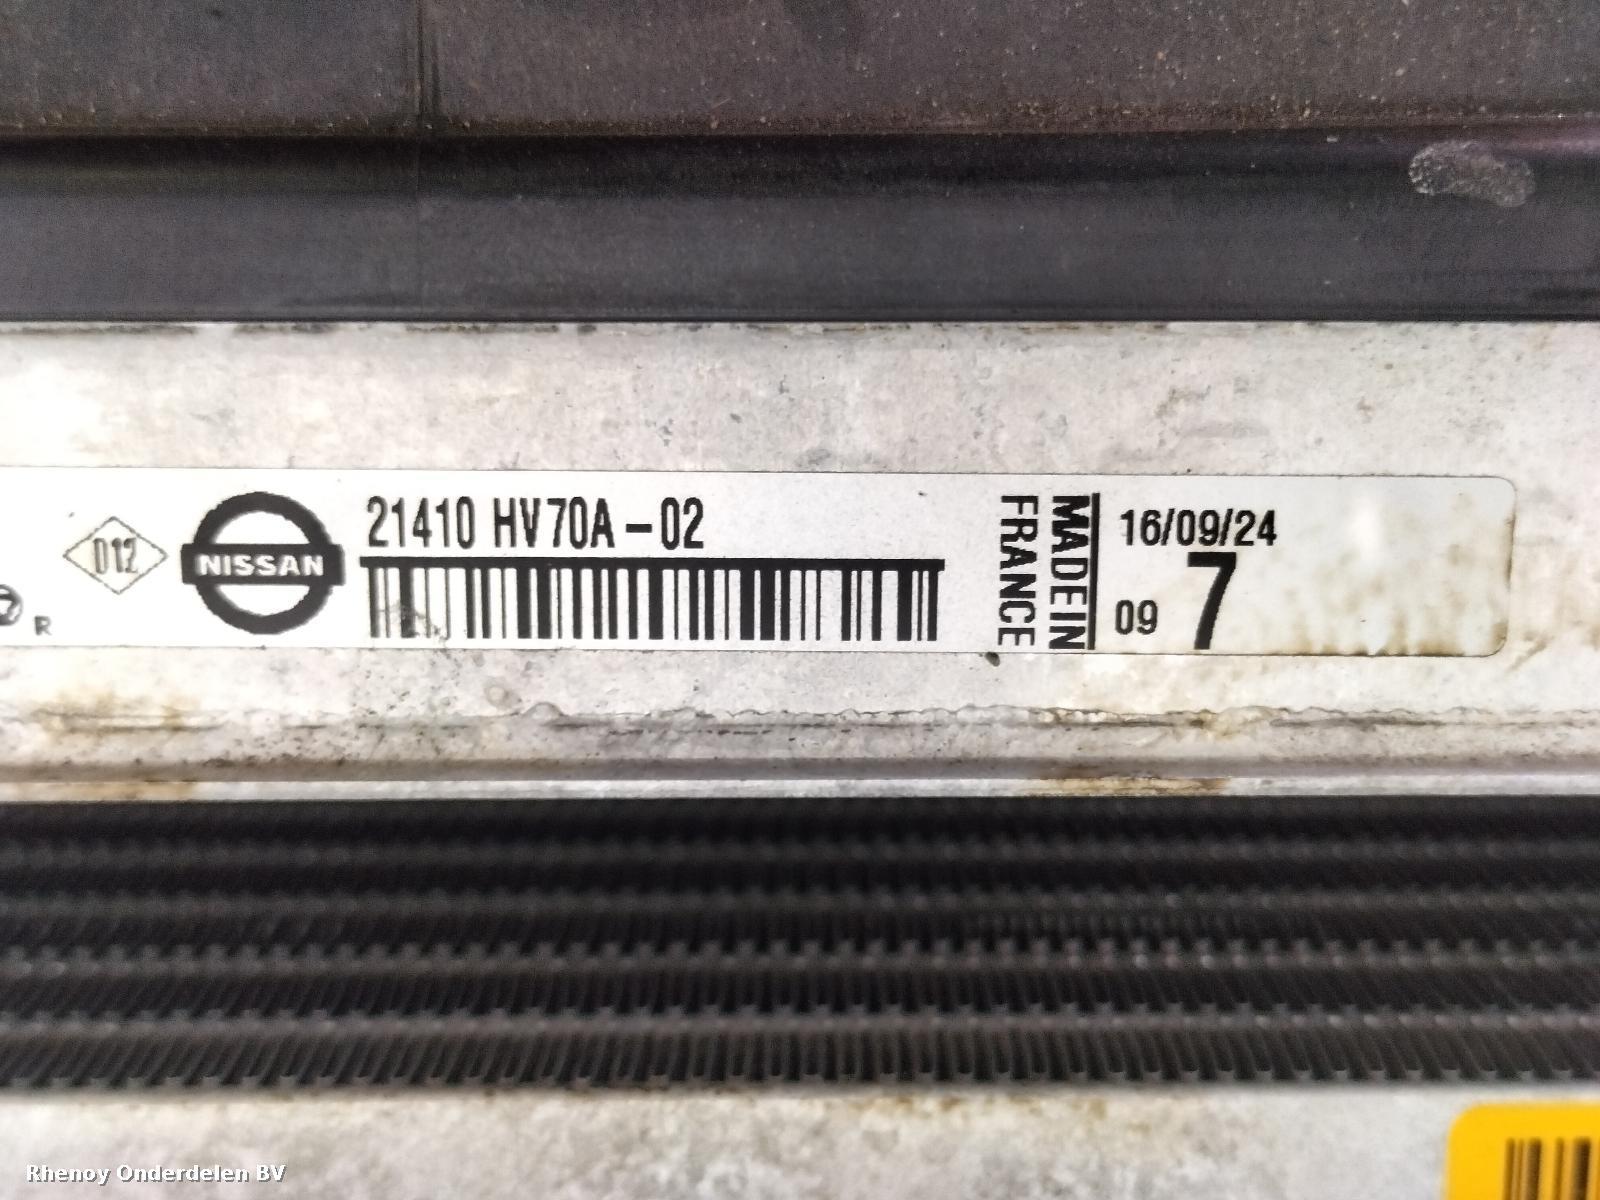 D12
R
NISSAN
21410 HV70A-02
MADE IN
FRANCE
16/09/24
09 7
Rhenoy Onderdelen BV